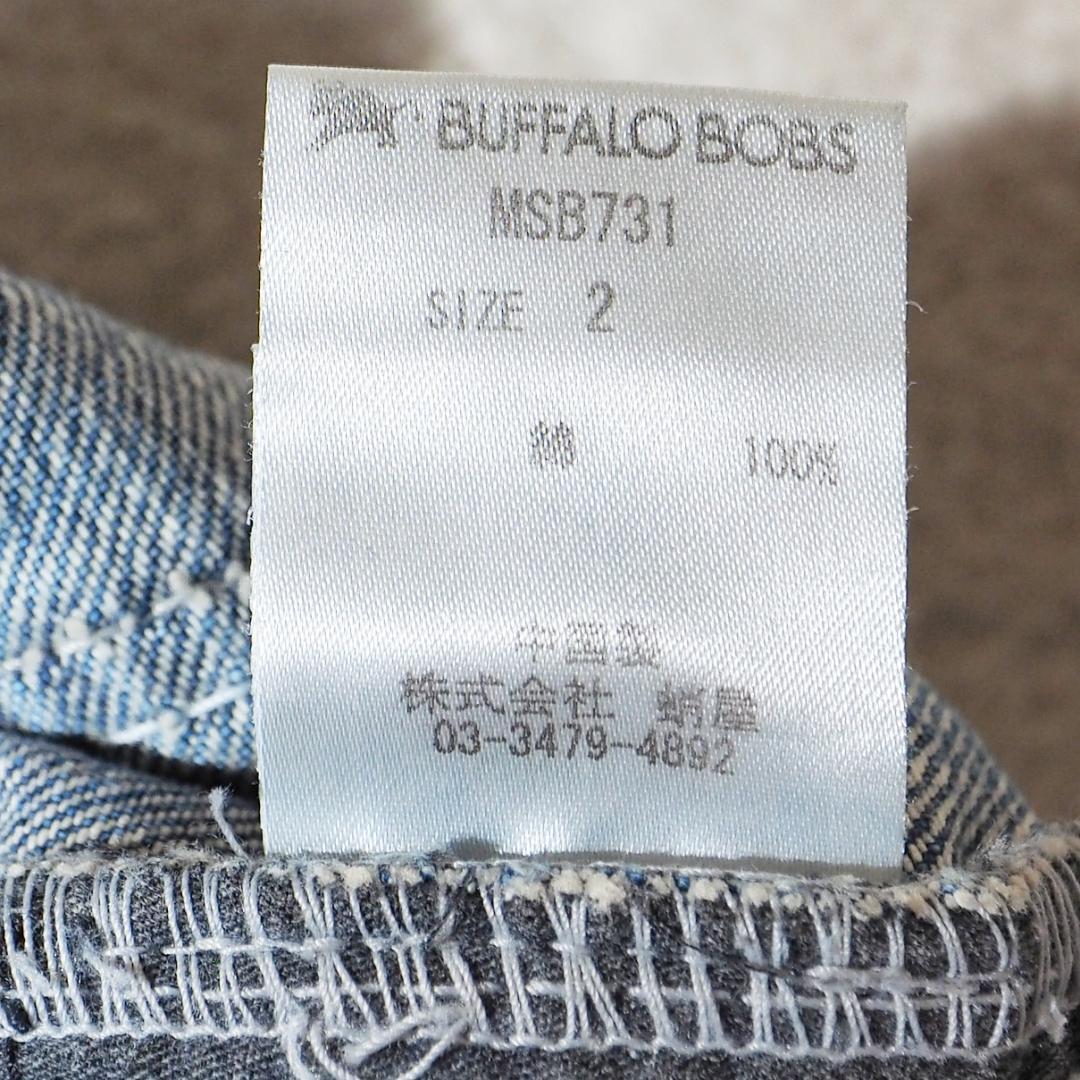 BUFFALO BOBS
MSB731
SIZE 2
綿 100%
中国製
株式会社 蛸屋
03-3479-4892